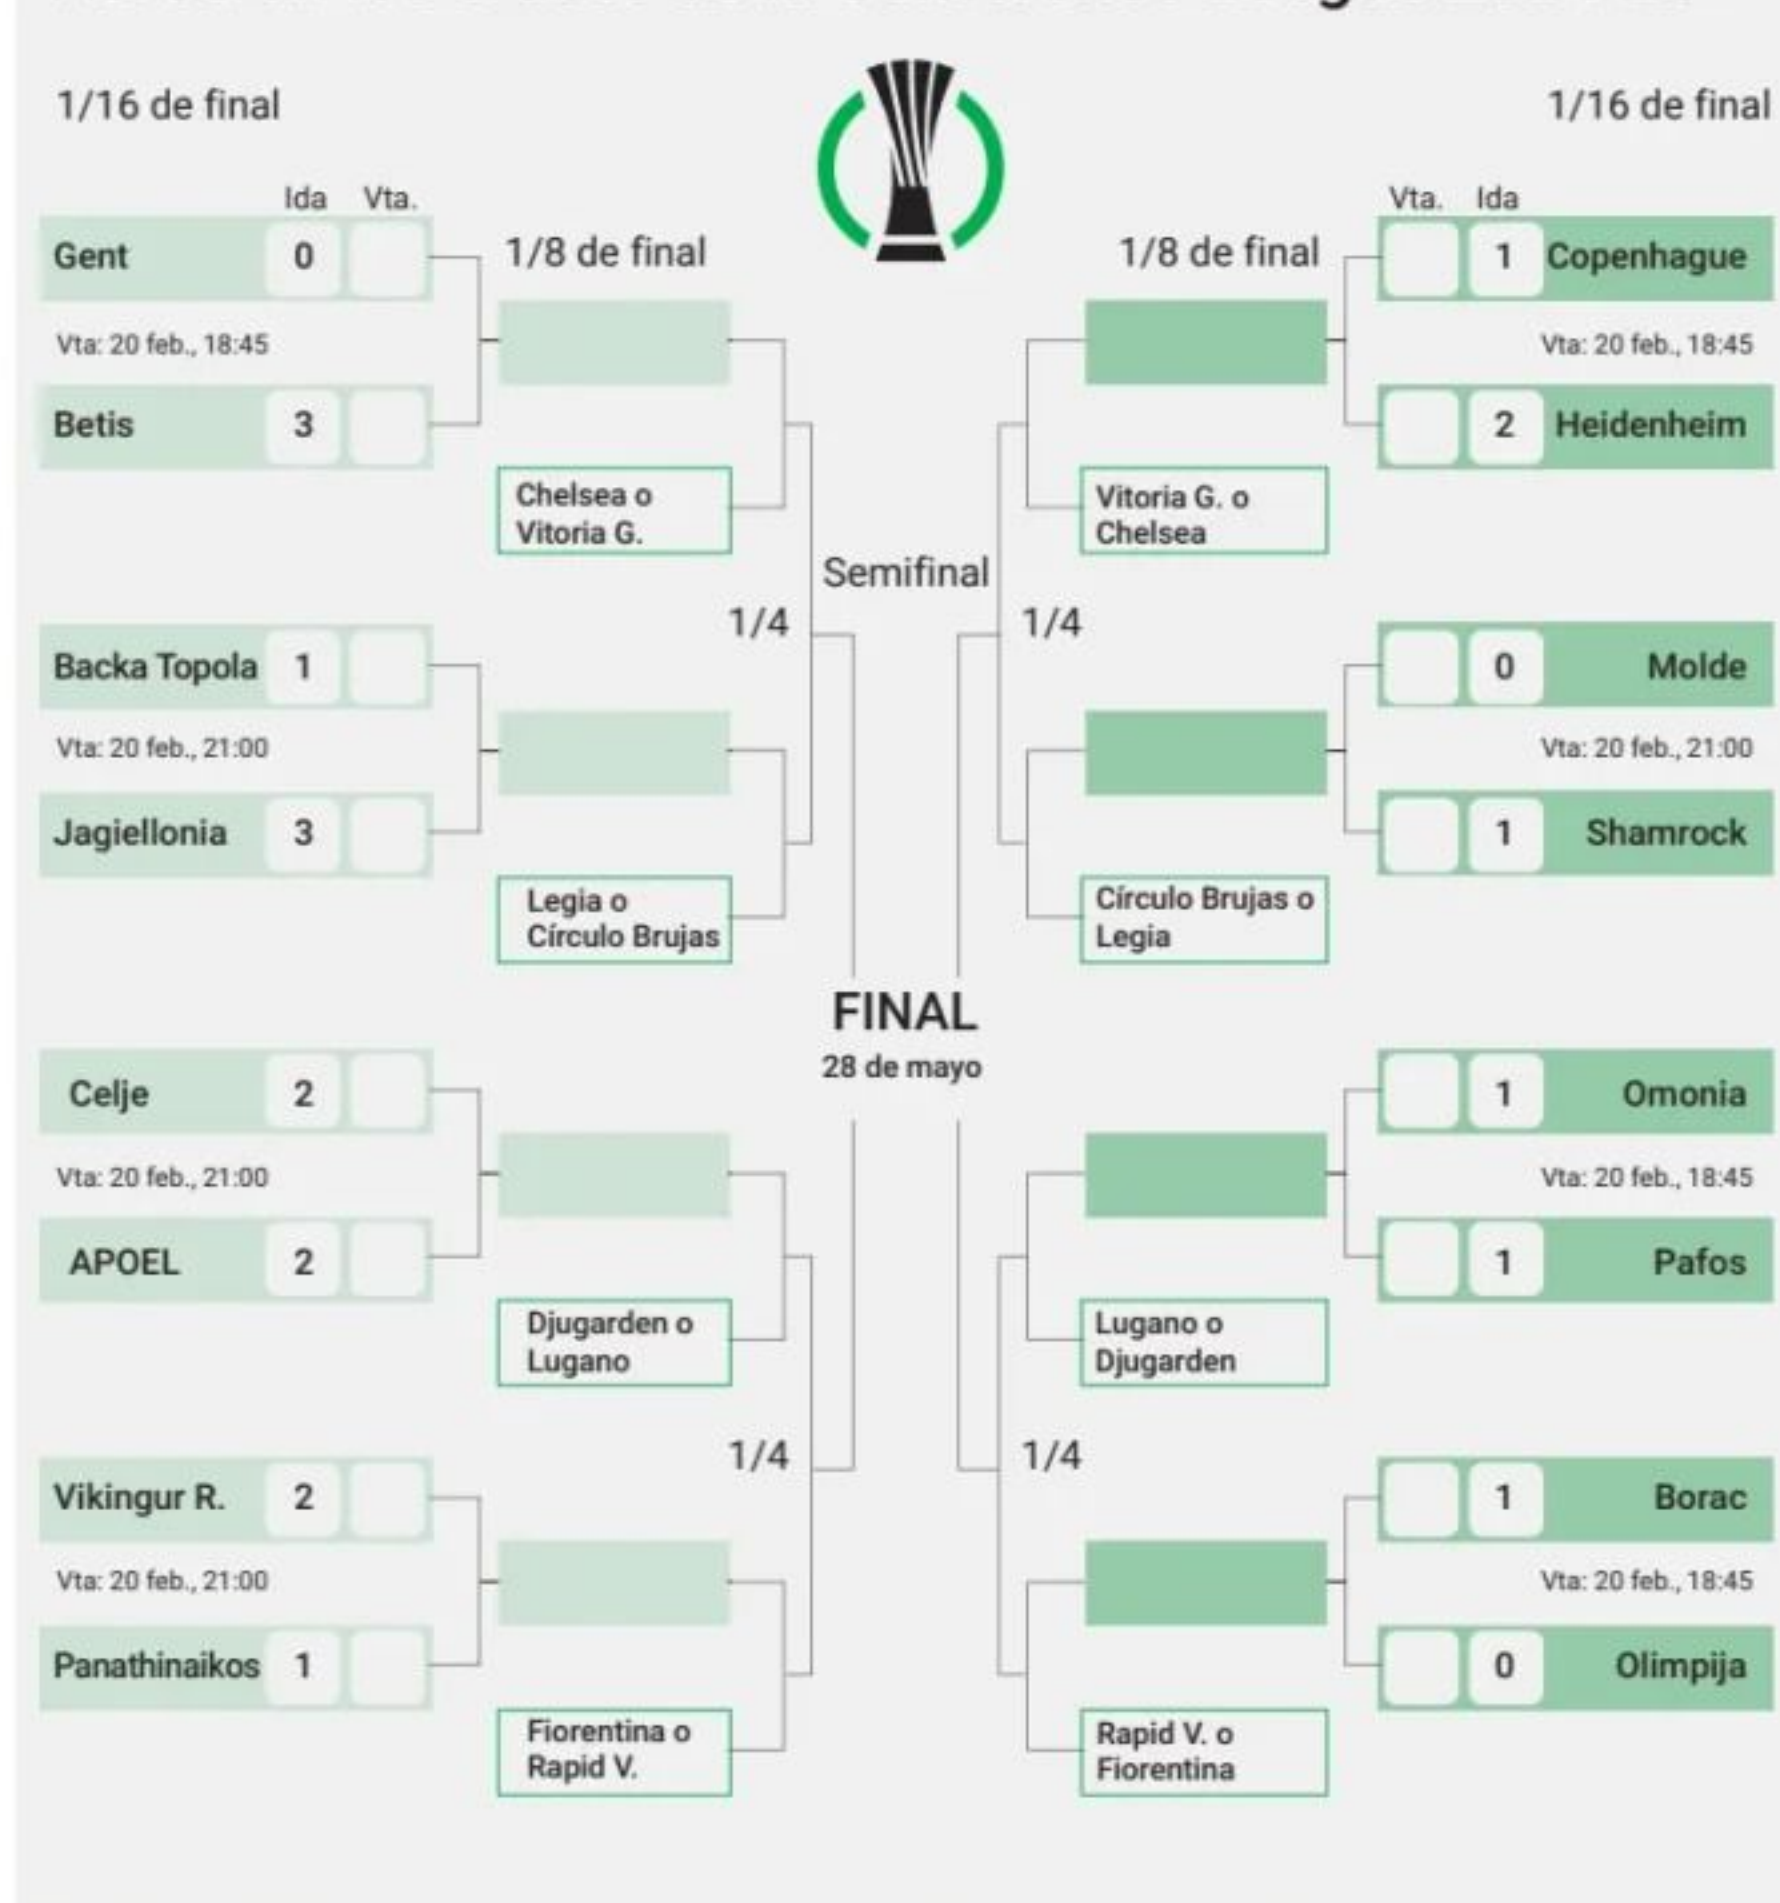 1/16 de final
1/16 de final
Ida Vta.
Vta. Ida
Gent 0
1/8 de final
1/8 de final
1 Copenhague
Vta: 20 feb., 18:45
Vta: 20 feb., 18:45
Betis 3
2 Heidenheim
Chelsea o
Vitoria G.
Vitoria G. o
Chelsea
Semifinal
1/4
1/4
Backa Topola 1
0 Molde
Vta: 20 feb., 21:00
Vta: 20 feb., 21:00
Jagiellonia 3
1 Shamrock
Legia o
Círculo Brujas
Círculo Brujas o
Legia
FINAL
28 de mayo
Celje 2
1 Omonia
Vta: 20 feb., 21:00
Vta: 20 feb., 18:45
APOEL 2
1 Pafos
Djugarden o
Lugano
Lugano o
Djugarden
1/4
1/4
Vikingur R. 2
1 Borac
Vta: 20 feb., 21:00
Vta: 20 feb., 18:45
Panathinaikos 1
0 Olimpija
Fiorentina o
Rapid V.
Rapid V. o
Fiorentina